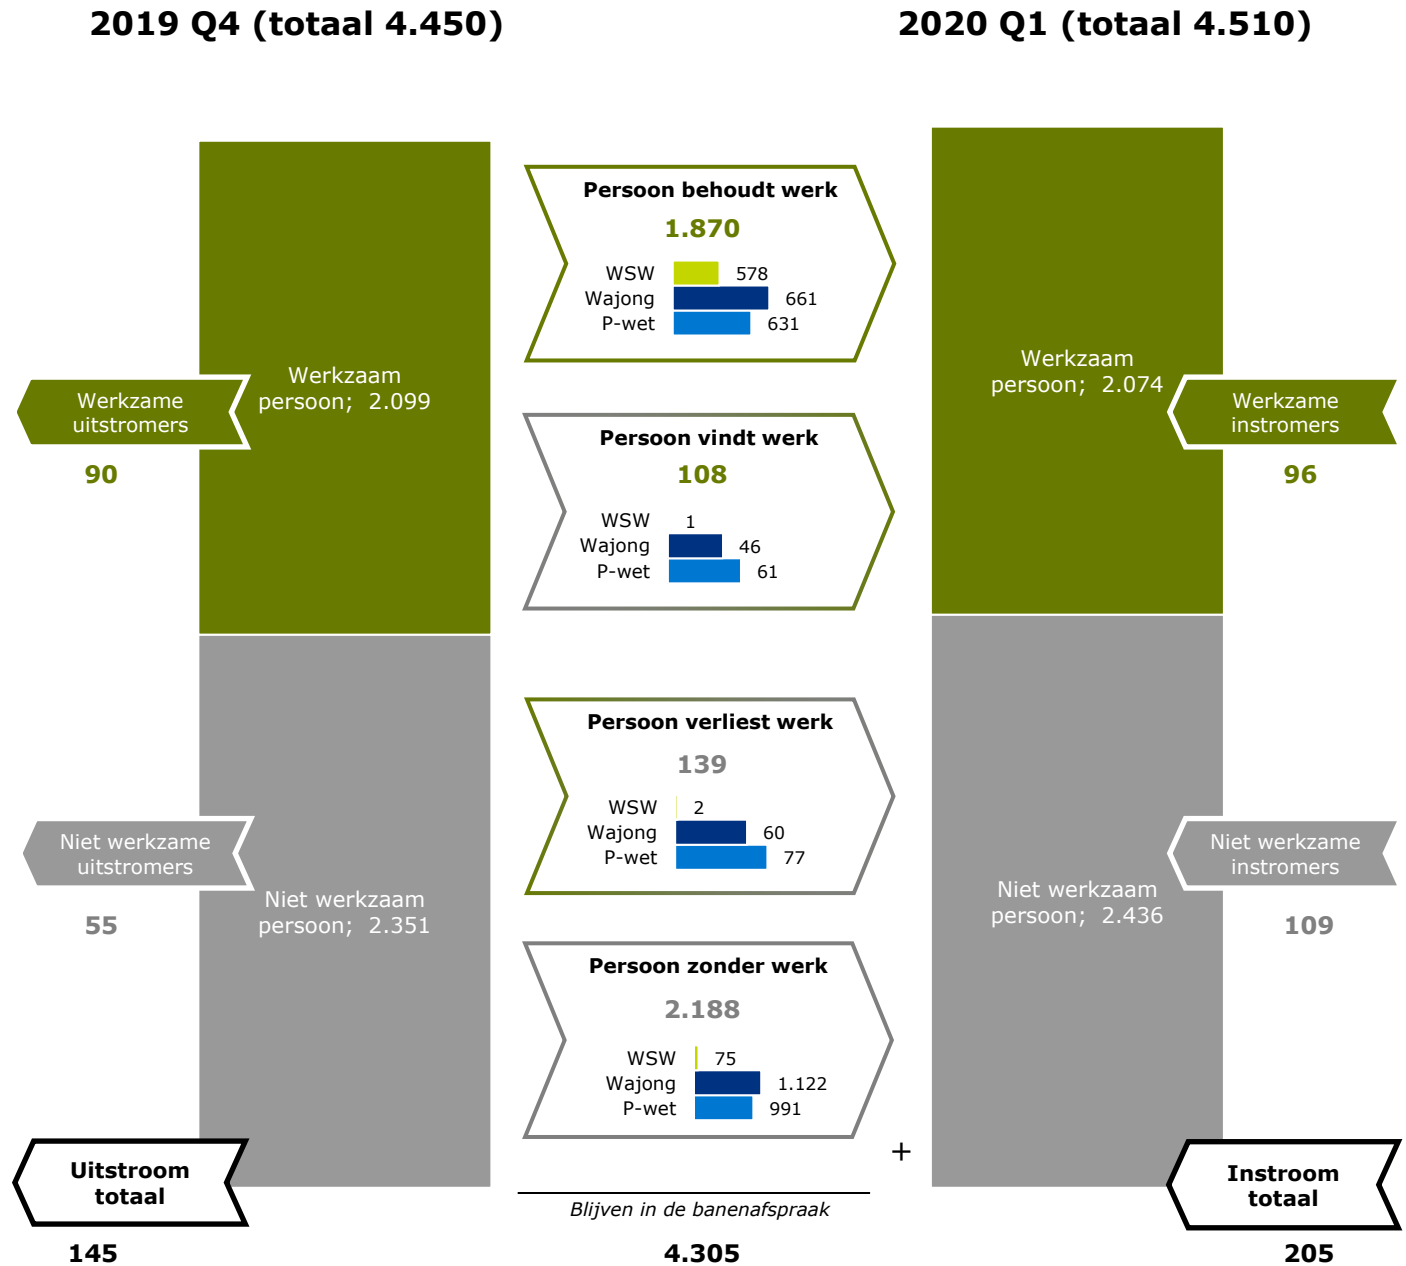 2019 Q4 (totaal 4.450)
2020 Q1 (totaal 4.510)
Werkzaam
persoon;  2.099
Werkzame
uitstromers
90
Niet werkzaam
persoon;  2.351
Niet werkzame
uitstromers
55
Uitstroom
totaal
145
Persoon behoudt werk
1.870
WSW 578
Wajong 661
P-wet 631
Persoon vindt werk
108
WSW 1
Wajong 46
P-wet 61
Persoon verliest werk
139
WSW 2
Wajong 60
P-wet 77
Persoon zonder werk
2.188
WSW 75
Wajong 1.122
P-wet 991
+
Blijven in de banenafspraak
4.305
Werkzaam
persoon;  2.074
Werkzame
instromers
96
Niet werkzaam
persoon;  2.436
Niet werkzame
instromers
109
Instroom
totaal
205